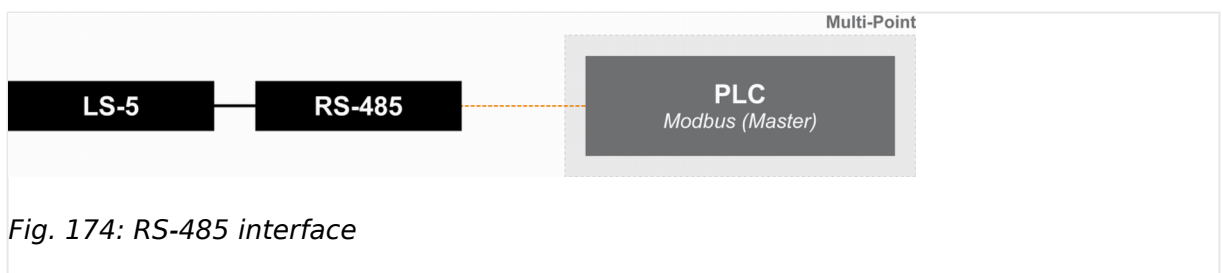 Multi-Point
LS-5
RS-485
PLC
Modbus (Master)
Fig. 174: RS-485 interface